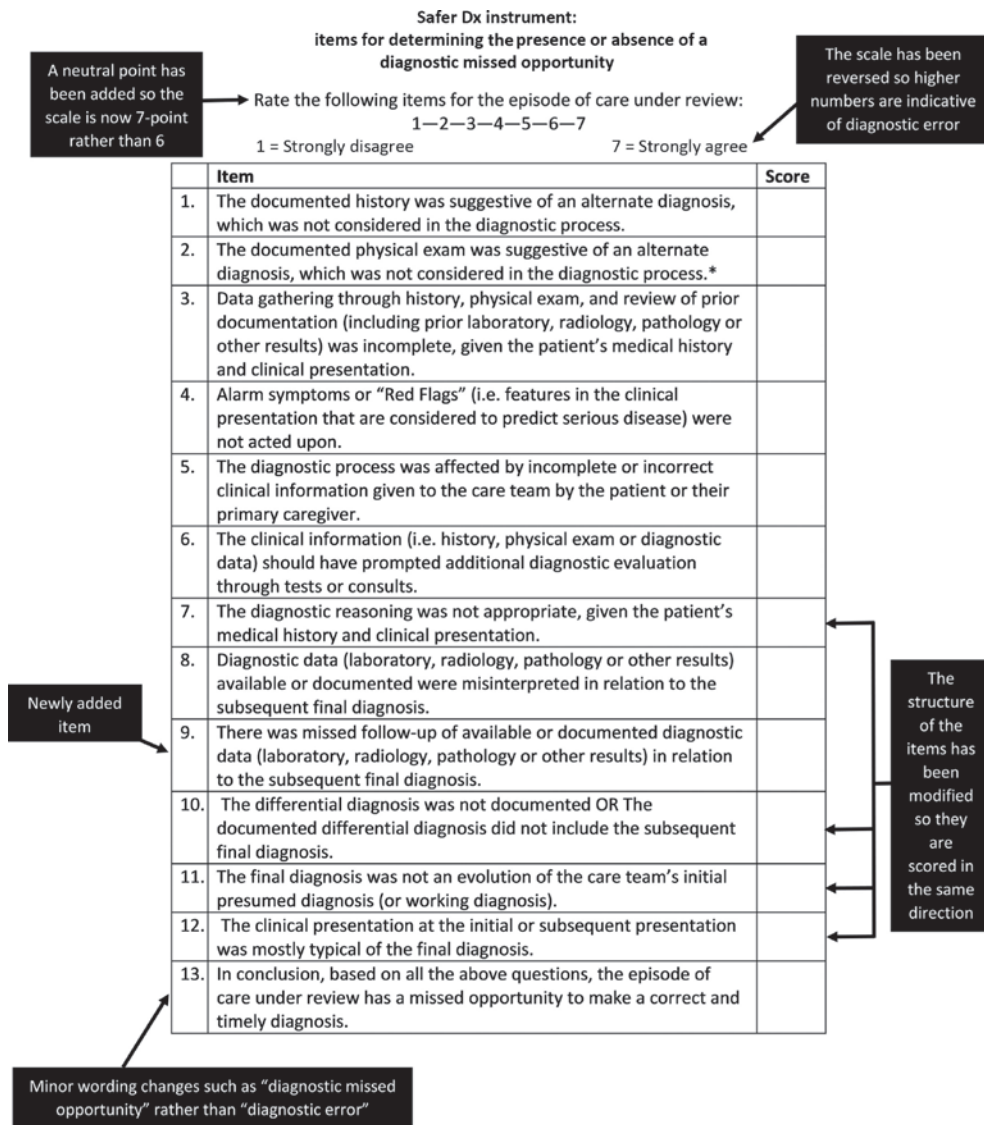 Safer Dx instrument:
items for determining the presence or absence of a
diagnostic missed opportunity
A neutral point has
been added so the
scale is now 7-point
rather than 6
The scale has been
reversed so higher
numbers are indicative
of diagnostic error
Rate the following items for the episode of care under review:
1—2—3—4—5—6—7
1 = Strongly disagree 7 = Strongly agree
Item Score
1. The documented history was suggestive of an alternate diagnosis,
which was not considered in the diagnostic process.
2. The documented physical exam was suggestive of an alternate
diagnosis, which was not considered in the diagnostic process.*
3. Data gathering through history, physical exam, and review of prior
documentation (including prior laboratory, radiology, pathology or
other results) was incomplete, given the patient's medical history
and clinical presentation.
4. Alarm symptoms or “Red Flags” (i.e. features in the clinical
presentation that are considered to predict serious disease) were
not acted upon.
5. The diagnostic process was affected by incomplete or incorrect
clinical information given to the care team by the patient or their
primary caregiver.
6. The clinical information (i.e. history, physical exam or diagnostic
data) should have prompted additional diagnostic evaluation
through tests or consults.
7. The diagnostic reasoning was not appropriate, given the patient's
medical history and clinical presentation.
8. Diagnostic data (laboratory, radiology, pathology or other results)
available or documented were misinterpreted in relation to the
subsequent final diagnosis.
9. There was missed follow-up of available or documented diagnostic
data (laboratory, radiology, pathology or other results) in relation
to the subsequent final diagnosis.
10. The differential diagnosis was not documented OR The
documented differential diagnosis did not include the subsequent
final diagnosis.
11. The final diagnosis was not an evolution of the care team's initial
presumed diagnosis (or working diagnosis).
12. The clinical presentation at the initial or subsequent presentation
was mostly typical of the final diagnosis.
13. In conclusion, based on all the above questions, the episode of
care under review has a missed opportunity to make a correct and
timely diagnosis.
Newly added
item
The
structure
of the
items has
been
modified
so they
are
scored in
the same
direction
Minor wording changes such as “diagnostic missed
opportunity” rather than “diagnostic error”